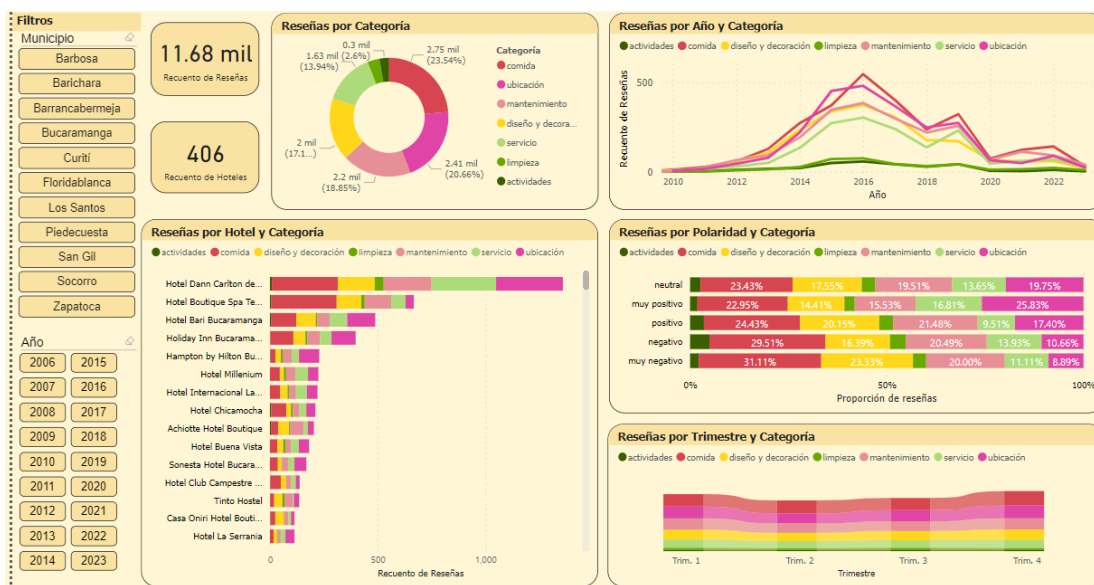 Filtros
Municipio
Barbosa
Barichara
Barrancabermeja
Bucaramanga
Curití
Floridablanca
Los Santos
Piedecuesta
San Gil
Socorro
Zapatoca
Año
2006 2015
2007 2016
2008 2017
2009 2018
2010 2019
2011 2020
2012 2021
2013 2022
2014 2023
11.68 mil
Recuento de Reseñas
406
Recuento de Hoteles
Reseñas por Categoría
0.3 mil
(2.6%)
1.63 mil
(13.94%)
2 mil
(17.1...)
2.2 mil
(18.85%)
2.75 mil
(23.54%)
2.41 mil
(20.66%)
Categoría
comida
ubicación
mantenimiento
diseño y decora...
servicio
limpieza
actividades
Reseñas por Año y Categoría
actividades comida diseño y decoración limpieza mantenimiento servicio ubicación
Recuento de Reseñas
500
0
2010 2012 2014 2016 2018 2020 2022
Año
Reseñas por Hotel y Categoría
actividades comida diseño y decoración limpieza mantenimiento servicio ubicación
Hotel Dann Carlton de...
Hotel Boutique Spa Te...
Hotel Bari Bucaramanga
Holiday Inn Bucarama...
Hampton by Hilton Bu...
Hotel Millenium
Hotel Internacional La...
Hotel Chicamocha
Achiotte Hotel Boutique
Hotel Buena Vista
Sonesta Hotel Bucara...
Hotel Club Campestre ...
Tinto Hostel
Casa Oniri Hotel Bouti...
Hotel La Serrania
0 500 1,000
Recuento de Reseñas
Reseñas por Polaridad y Categoría
actividades comida diseño y decoración limpieza mantenimiento servicio ubicación
neutral 23.43% 17.55% 19.51% 13.65% 19.75%
muy positivo 22.95% 14.41% 15.53% 16.81% 25.83%
positivo 24.43% 20.15% 21.48% 9.51% 17.40%
negativo 29.51% 16.39% 20.49% 13.93% 10.66%
muy negativo 31.11% 23.33% 20.00% 11.11% 8.89%
0% 50% 100%
Proporción de reseñas
Reseñas por Trimestre y Categoría
actividades comida diseño y decoración limpieza mantenimiento servicio ubicación
Trim. 1 Trim. 2 Trim. 3 Trim. 4
Trimestre